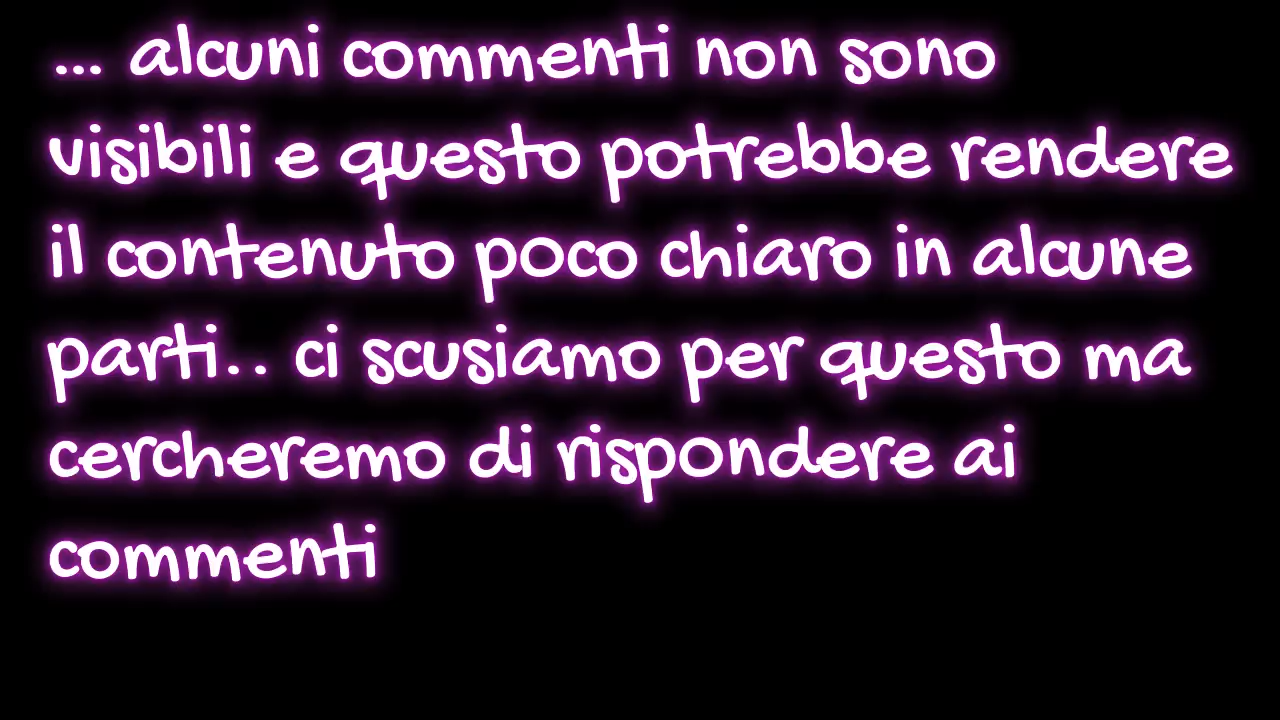 ... alcuni commenti non sono
visibili e questo potrebbe rendere
il contenuto poco chiaro in alcune
parti.. ci scusiamo per questo ma
cercheremo di rispondere ai
commenti